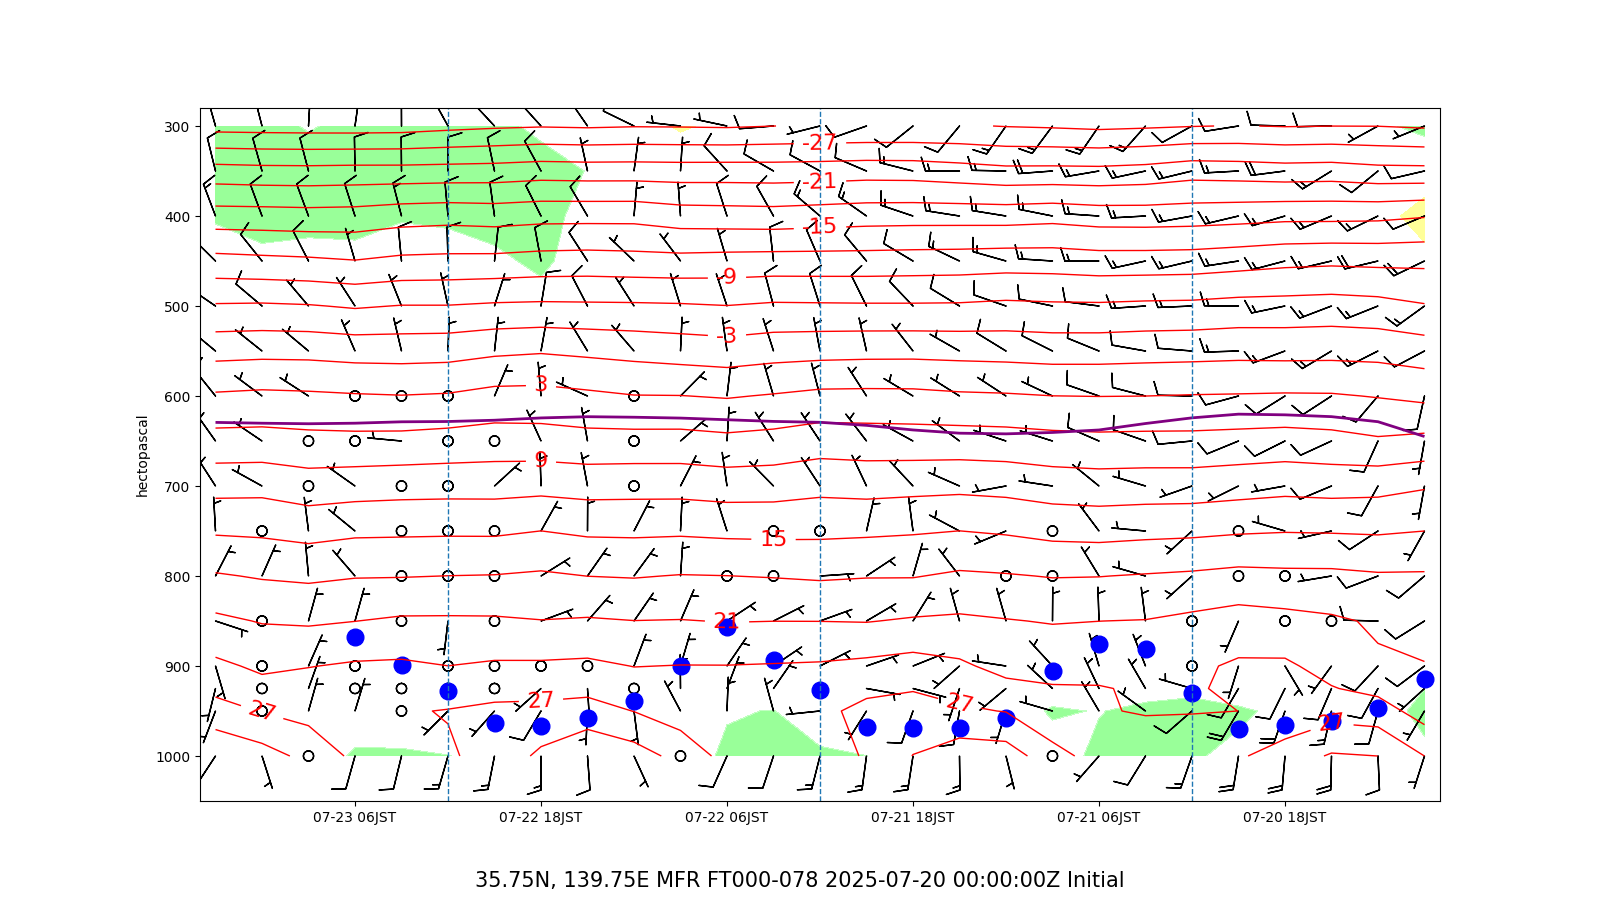 300
400
500
600
700
800
900
1000
hectopascal
-27
-21
-15
-9
-3
3
9
15
21
27
27
27
27
07-23 06JST
07-22 18JST
07-22 06JST
07-21 18JST
07-21 06JST
07-20 18JST
35.75N, 139.75E MFR FT000-078 2025-07-20 00:00:00Z Initial